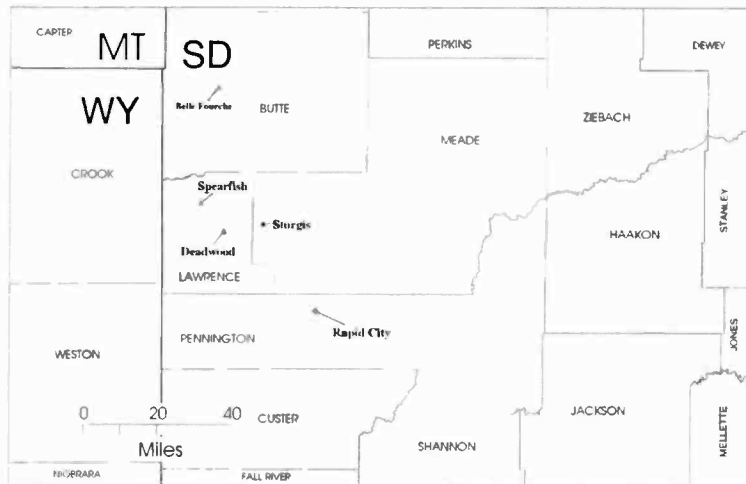 CARTER
MT
SD
PERKINS
DEWEY
WY
Belle Fourche
BUTTE
ZIEBACH
MEADE
CROOK
Spearfish
STANLEY
Sturgis
HAAKON
Deadwood
LAWRENCE
PENNINGTON
Rapid City
JONES
WESTON
0 20 40
CUSTER
JACKSON
MELLETTE
Miles
SHANNON
NIOBRARA
FALL RIVER